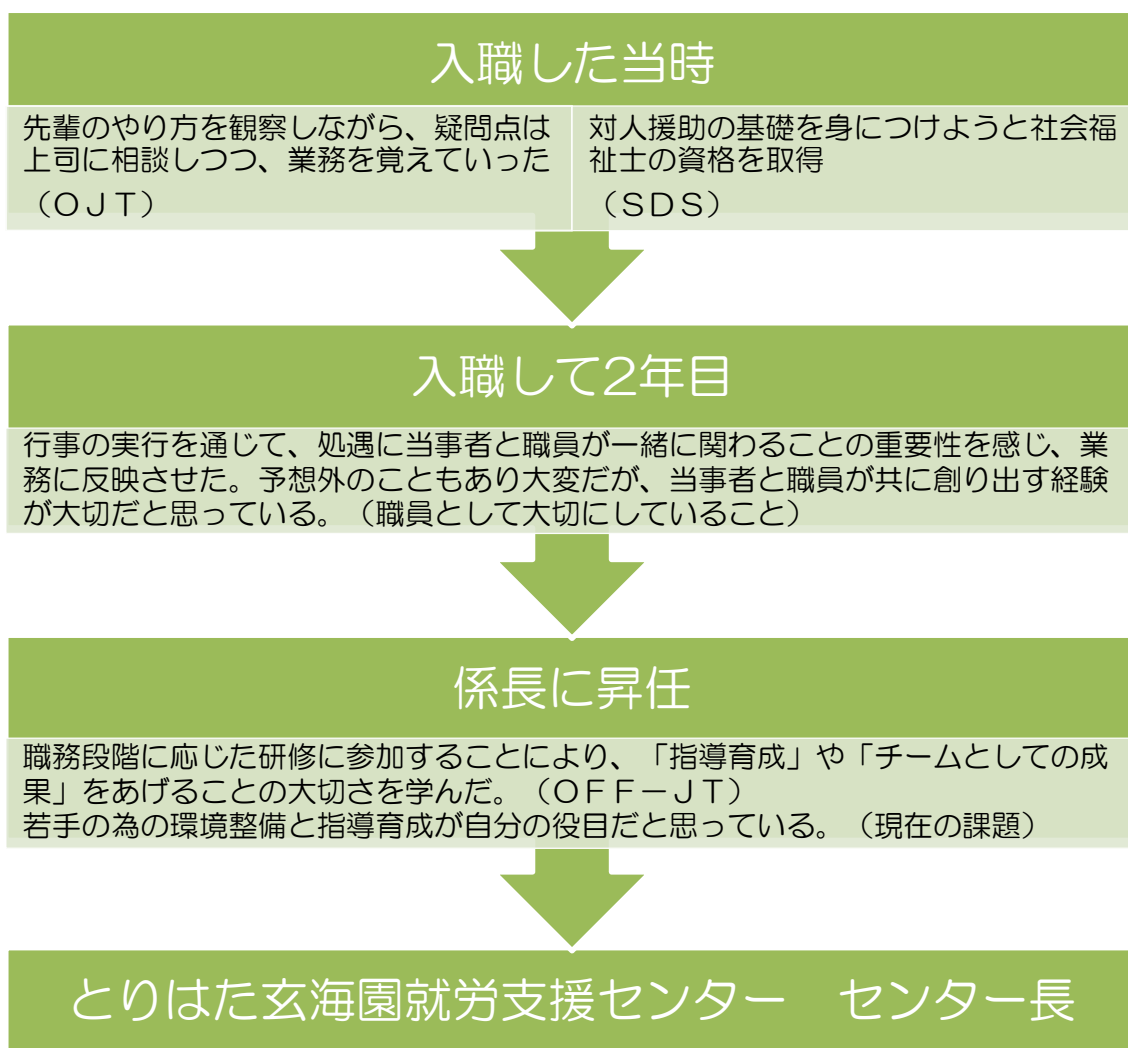 入職した当時
先輩のやり方を観察しながら、疑問点は
上司に相談しつつ、業務を覚えていった
（ＯＪＴ）
対人援助の基礎を身につけようと社会福
祉士の資格を取得
（ＳＤＳ）
入職して2年目
行事の実行を通じて、処遇に当事者と職員が一緒に関わることの重要性を感じ、業
務に反映させた。予想外のこともあり大変だが、当事者と職員が共に創り出す経験
が大切だと思っている。（職員として大切にしていること）
係長に昇任
職務段階に応じた研修に参加することにより、「指導育成」や「チームとしての成
果」をあげることの大切さを学んだ。（ＯＦＦ－ＪＴ）
若手の為の環境整備と指導育成が自分の役目だと思っている。（現在の課題）
とりはた玄海園就労支援センター　センター長